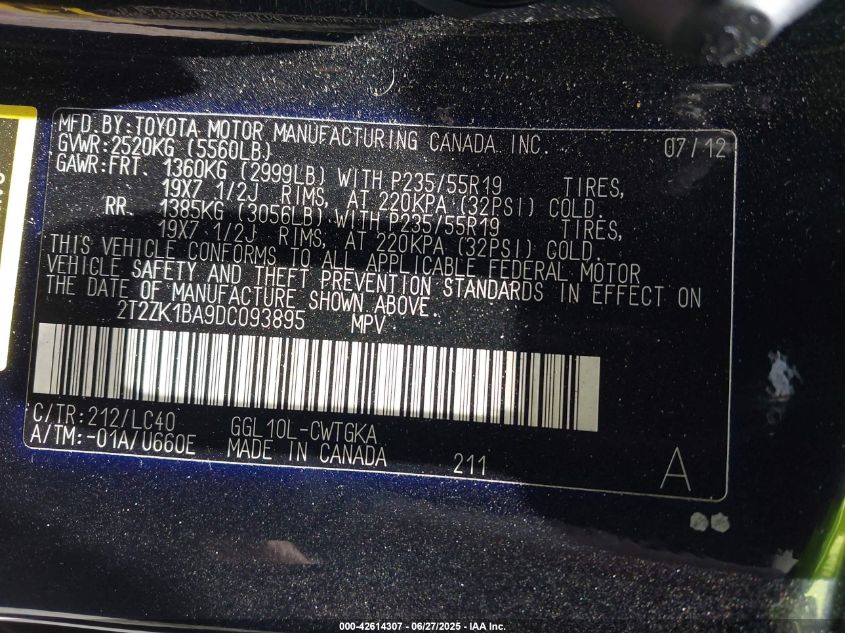 MFD.BY:TOYOTA MOTOR MANUFACTURING CANADA INC. 07/12
GVWR:2520KG (5560LB)
GAWR:FRT. 1360KG (2999LB) WITH P235/55R19 TIRES,
19X7 1/2J RIMS, AT 220KPA (32PSI) COLD.
RR. 1385KG (3056LB) WITH P235/55R19 TIRES,
19X7 1/2J RIMS, AT 220KPA (32PSI) COLD.
THIS VEHICLE CONFORMS TO ALL APPLICABLE FEDERAL MOTOR
VEHICLE SAFETY AND THEFT PREVENTION STANDARDS IN EFFECT ON
THE DATE OF MANUFACTURE SHOWN ABOVE.
2T2ZK1BA9DC093895 MPV
C/TR:212/LC40 GGL10L-CWTGKA
A/TM:-01A/U660E MADE IN CANADA 211 A
000-42614307 / 06/27/2025 - IAA Inc.